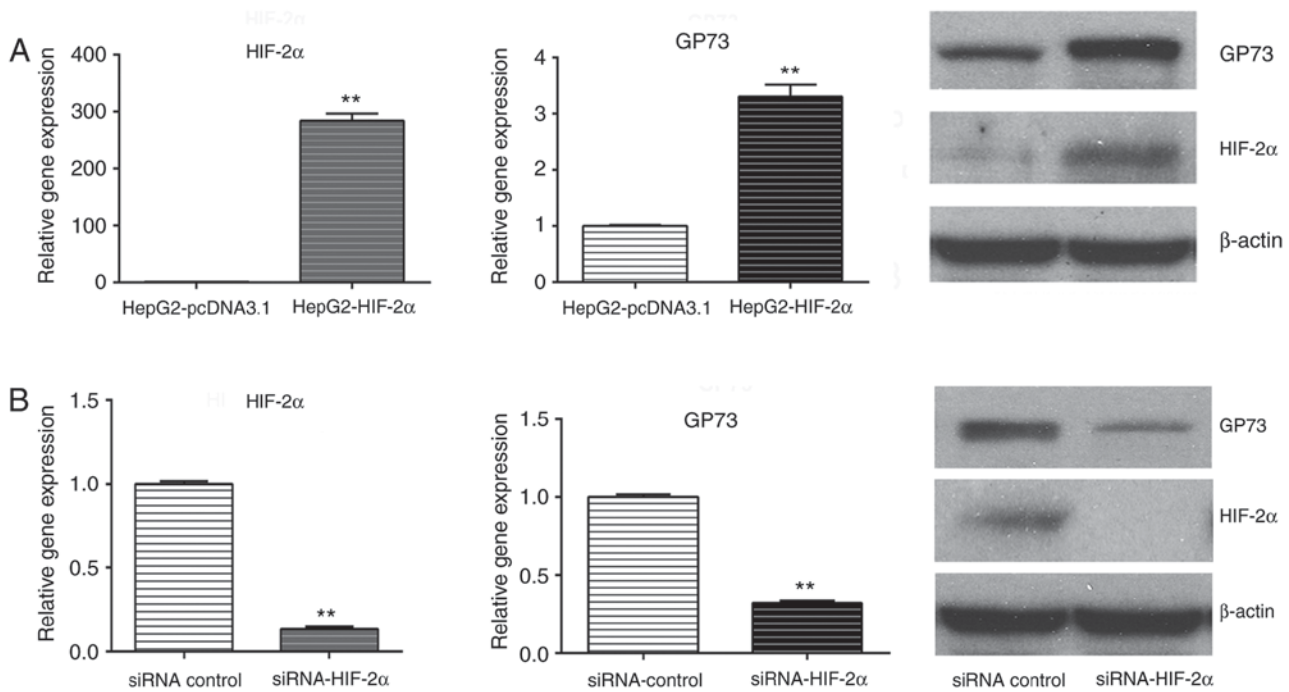 A
HIF-2α
Relative gene expression
400
300
200
100
0
**
HepG2-pcDNA3.1 HepG2-HIF-2α
GP73
Relative gene expression
4
3
2
1
0
**
HepG2-pcDNA3.1 HepG2-HIF-2α
GP73
HIF-2α
β-actin
B
HIF-2α
Relative gene expression
1.5
1.0
0.5
0.0
**
siRNA control siRNA-HIF-2α
GP73
Relative gene expression
1.5
1.0
0.5
0.0
**
siRNA-control siRNA-HIF-2α
GP73
HIF-2α
β-actin
siRNA control siRNA-HIF-2α